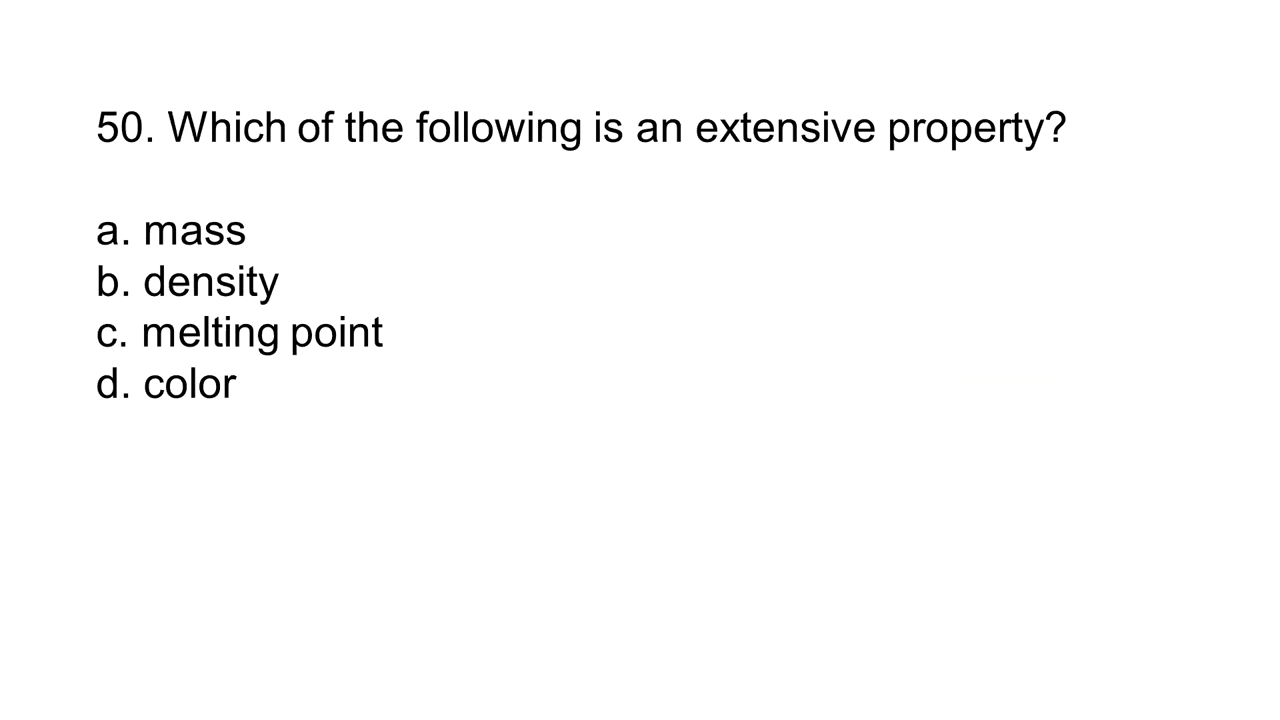 50. Which of the following is an extensive property?
a. mass
b. density
c. melting point
d. color